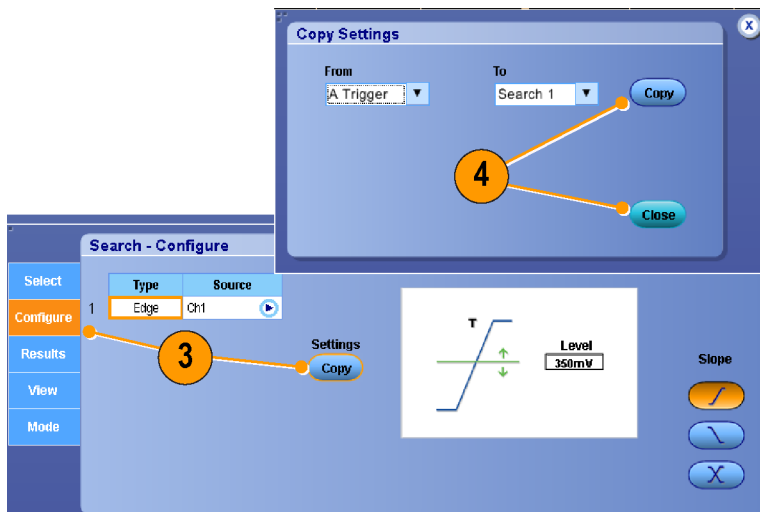 Copy Settings
X
From To
A Trigger Search 1 Copy
4
Close
Search - Configure
Select
Configure
Results
View
Mode
Type Source
1 Edge Ch1
3
Settings
Copy
T
Level
350mV
Slope